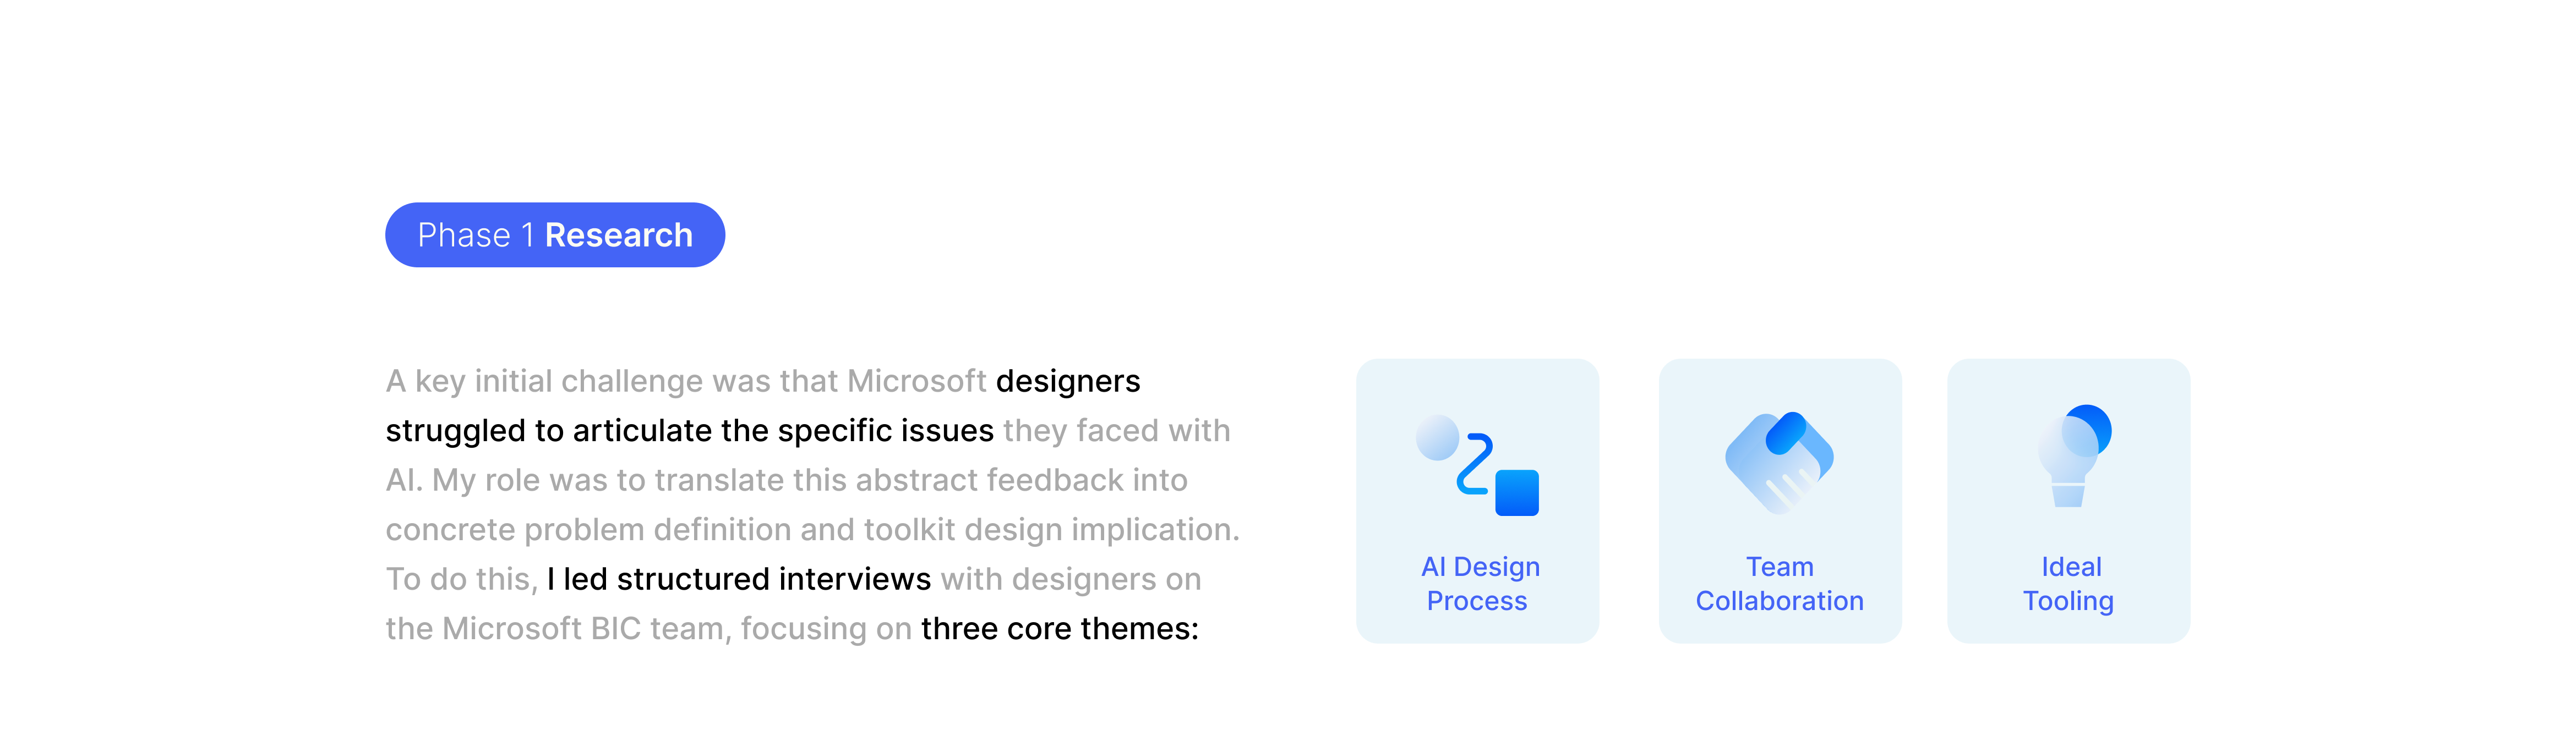 Phase 1 Research
A key initial challenge was that Microsoft designers
struggled to articulate the specific issues they faced with
AI. My role was to translate this abstract feedback into
concrete problem definition and toolkit design implication.
To do this, I led structured interviews with designers on
the Microsoft BIC team, focusing on three core themes:
AI Design
Process
Team
Collaboration
Ideal
Tooling